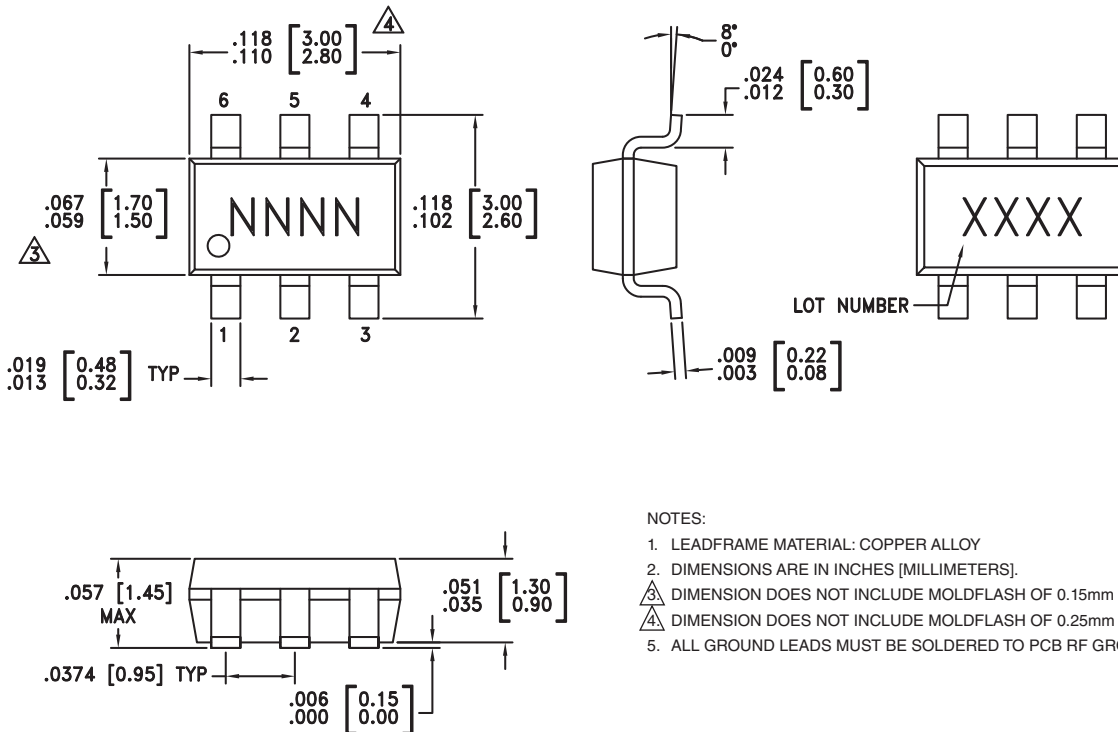 4
.118 [3.00]
.110 [2.80]
6 5 4
.067 [1.70]
.059 [1.50]
3
NNNN
.118 [3.00]
.102 [2.60]
1 2 3
.019 [0.48]
.013 [0.32]
TYP
8°
0°
.024 [0.60]
.012 [0.30]
.009 [0.22]
.003 [0.08]
XXXX
LOT NUMBER
.057 [1.45]
MAX
.051 [1.30]
.035 [0.90]
.0374 [0.95] TYP
.006 [0.15]
.000 [0.00]
NOTES:
1. LEADFRAME MATERIAL: COPPER ALLOY
2. DIMENSIONS ARE IN INCHES [MILLIMETERS].
3. DIMENSION DOES NOT INCLUDE MOLDFLASH OF 0.15mm
4. DIMENSION DOES NOT INCLUDE MOLDFLASH OF 0.25mm
5. ALL GROUND LEADS MUST BE SOLDERED TO PCB RF